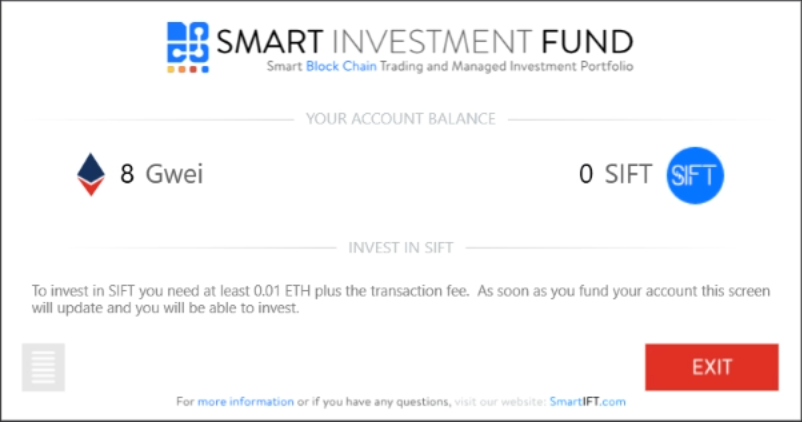 SMART INVESTMENT FUND
Smart Block Chain Trading and Managed Investment Portfolio
YOUR ACCOUNT BALANCE
8 Gwei
0 SIFT
SIFT
INVEST IN SIFT
To invest in SIFT you need at least 0.01 ETH plus the transaction fee. As soon as you fund your account this screen
will update and you will be able to invest.
EXIT
For more information or if you have any questions, visit our website: SmartIFT.com